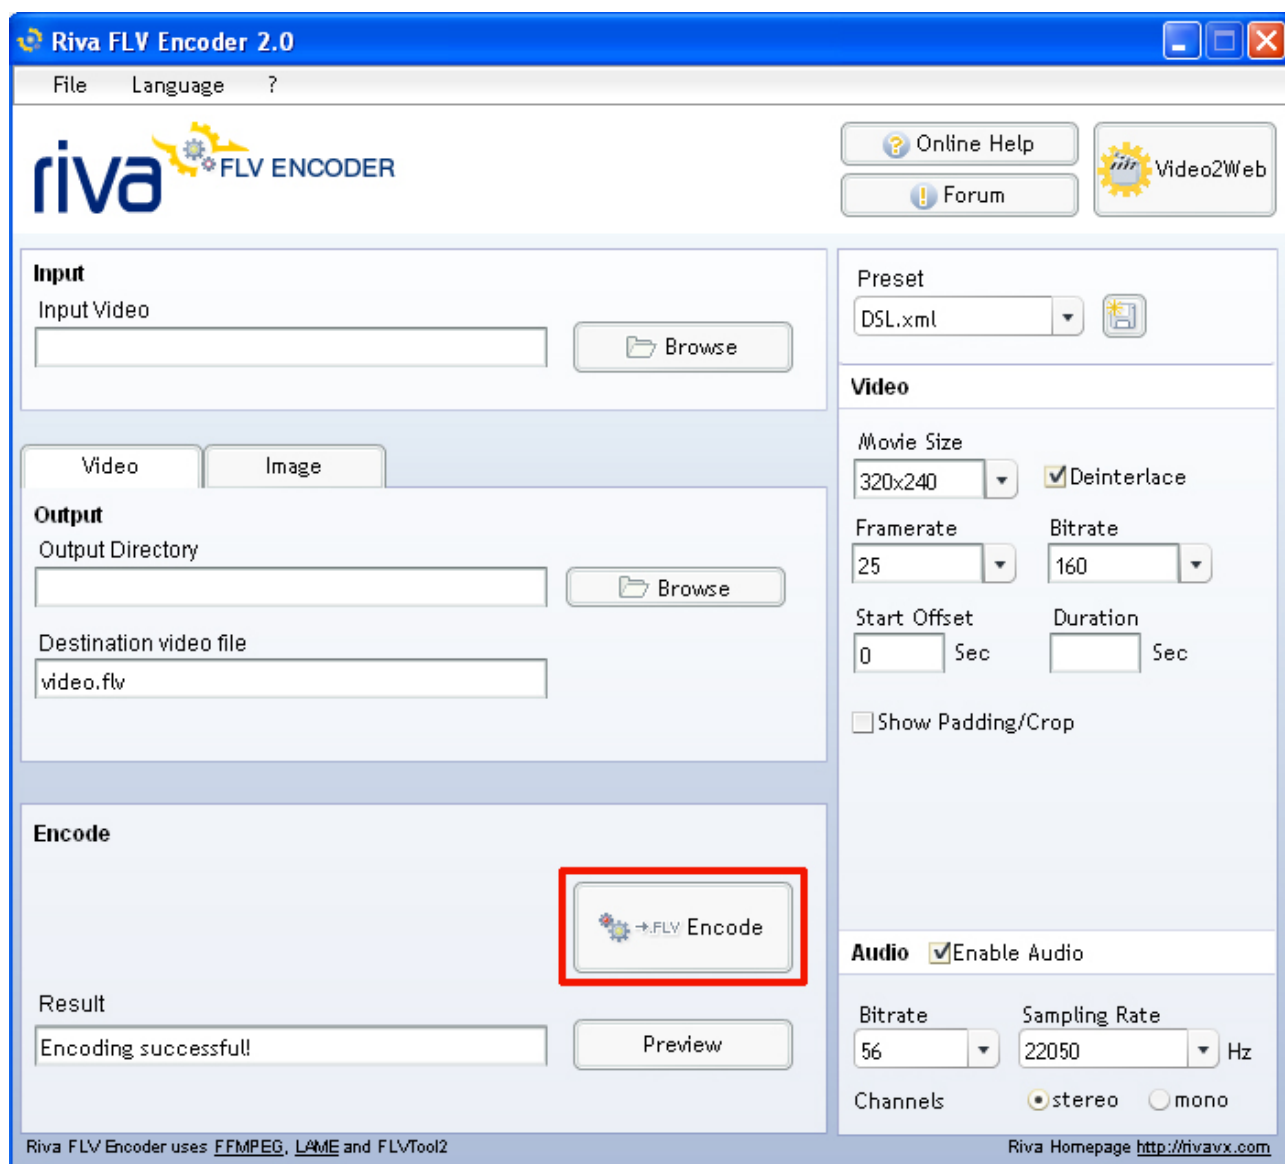 Riva FLV Encoder 2.0
File Language ?
riva FLV ENCODER
Online Help
Forum
Video2Web
Input
Input Video
Browse
Video Image
Output
Output Directory
Browse
Destination video file
video.flv
Encode
→.FLV Encode
Result
Encoding successful!
Preview
Preset
DSL.xml
Video
Movie Size
320x240
Deinterlace
Framerate Bitrate
25 160
Start Offset Duration
0 Sec Sec
Show Padding/Crop
Audio Enable Audio
Bitrate Sampling Rate
56 22050 Hz
Channels stereo mono
Riva FLV Encoder uses FFMPEG, LAME and FLVTool2
Riva Homepage http://rivavx.com